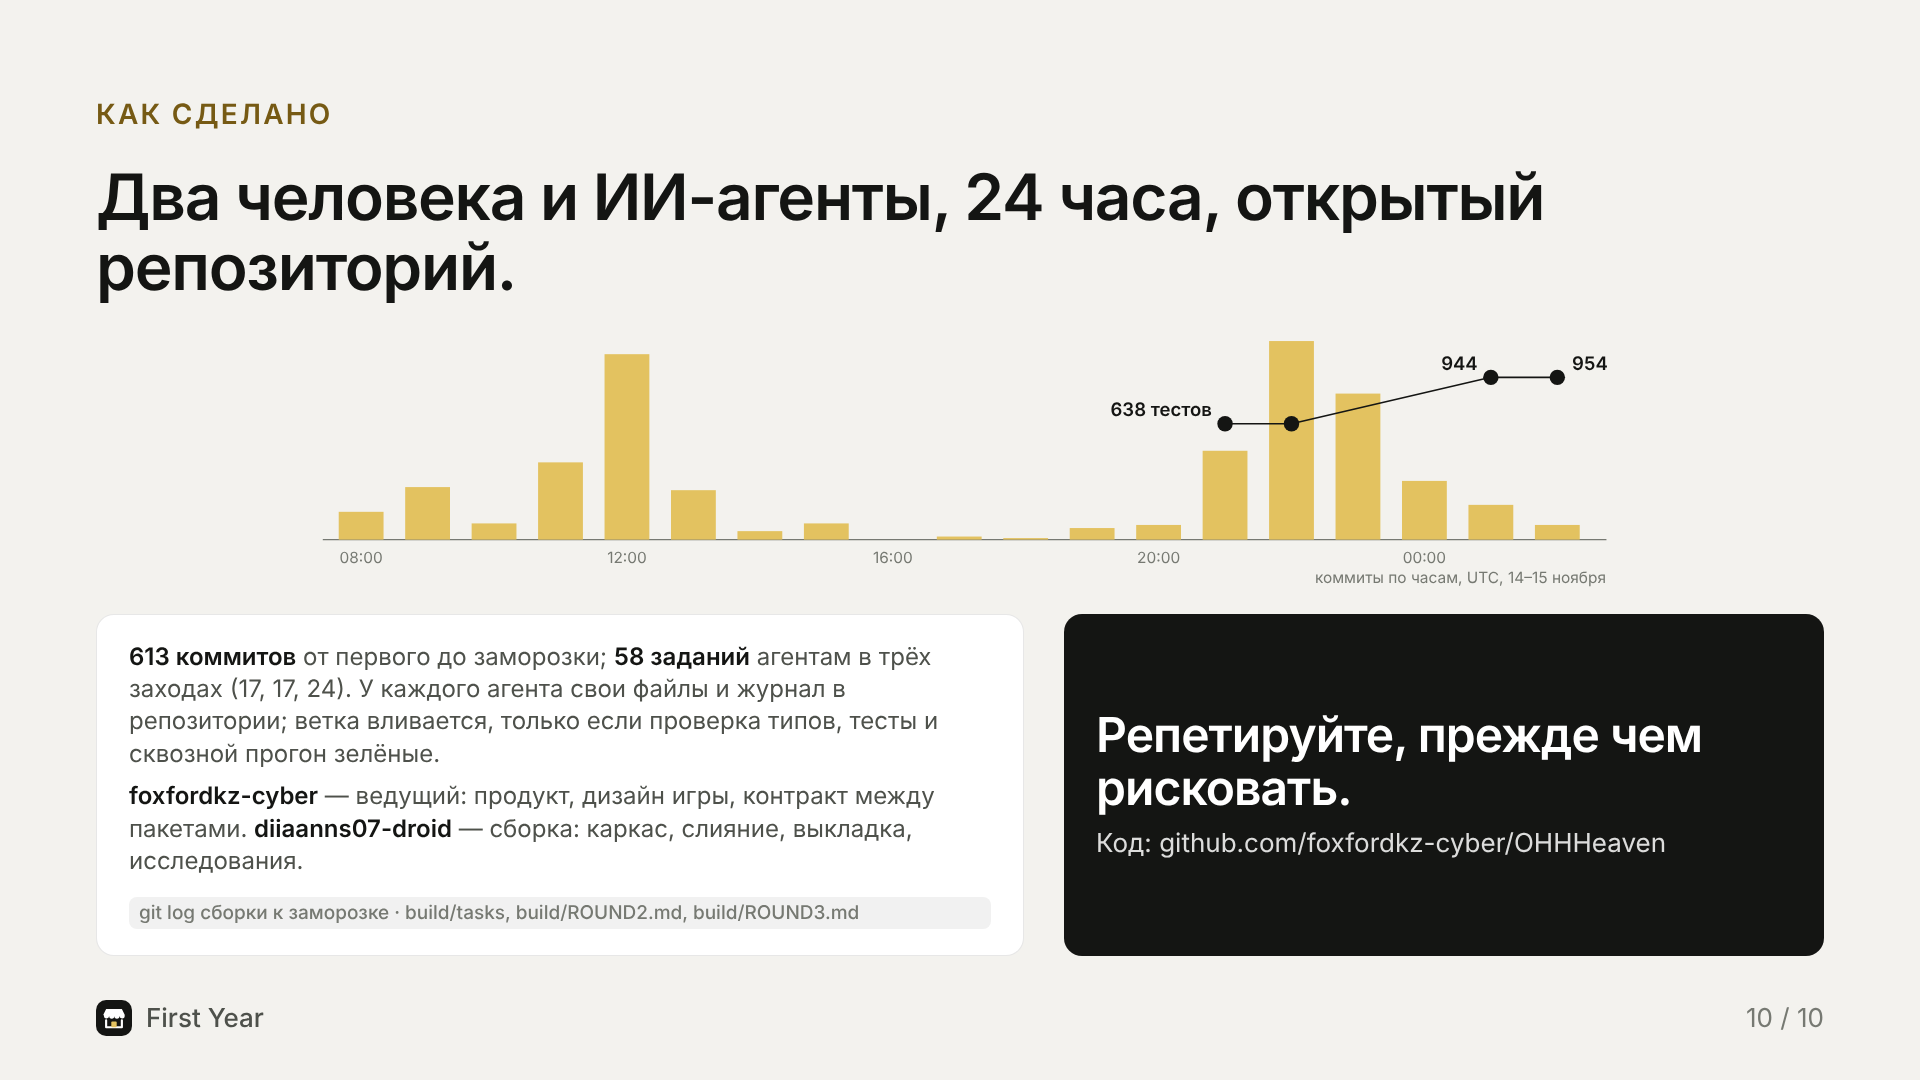 КАК СДЕЛАНО
Два человека и ИИ-агенты, 24 часа, открытый
репозиторий.
944
954
638 тестов
08:00
12:00
16:00
20:00
00:00
коммиты по часам, UTC, 14–15 ноября
613 коммитов от первого до заморозки; 58 заданий агентам в трёх
заходах (17, 17, 24). У каждого агента свои файлы и журнал в
репозитории; ветка вливается, только если проверка типов, тесты и
сквозной прогон зелёные.
foxfordkz-cyber — ведущий: продукт, дизайн игры, контракт между
пакетами. diiaanns07-droid — сборка: каркас, слияние, выкладка,
исследования.
git log сборки к заморозке · build/tasks, build/ROUND2.md, build/ROUND3.md
Репетируйте, прежде чем
рисковать.
Код: github.com/foxfordkz-cyber/OHHHeaven
First Year
10 / 10